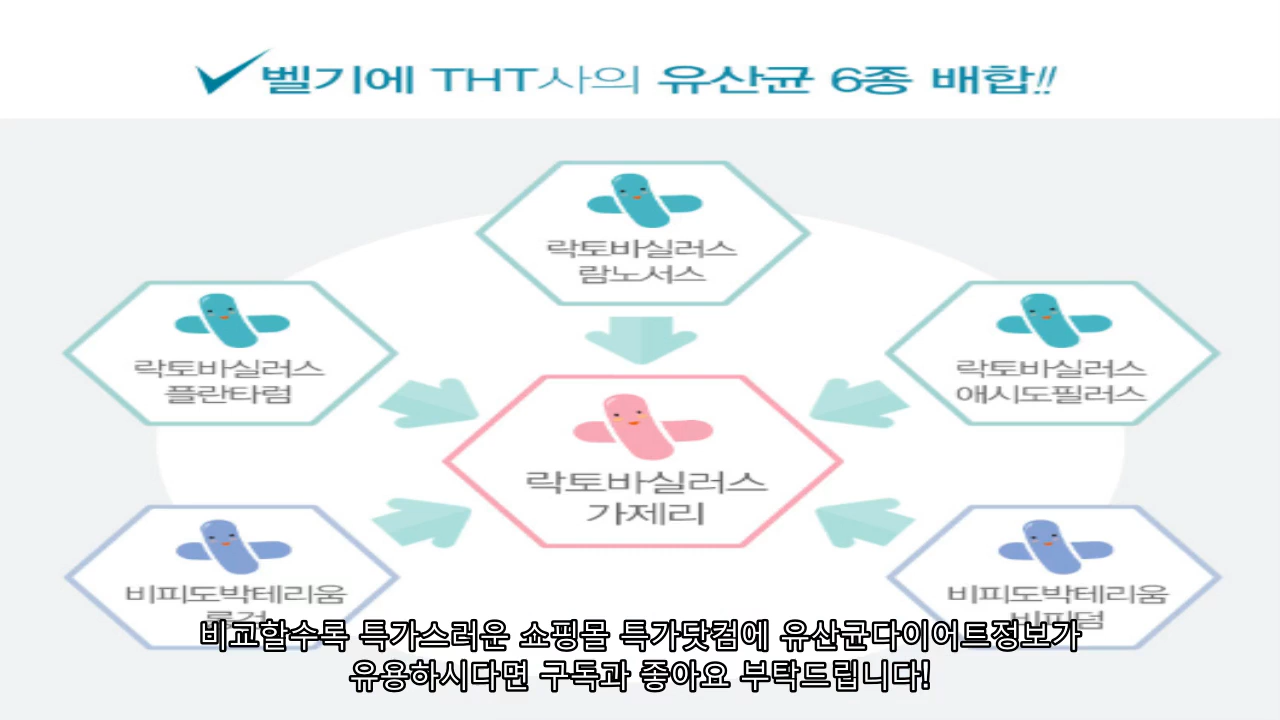 벨기에 THT사의 유산균 6종 배합!!
락토바실러스
람노서스
락토바실러스
플란타럼
락토바실러스
애시도필러스
락토바실러스
가제리
비피도박테리움
롱검
비피도박테리움
비피덤
비교할수록 특가스러운 쇼핑몰 특가닷컴에 유산균다이어트정보가
유용하시다면 구독과 좋아요 부탁드립니다!